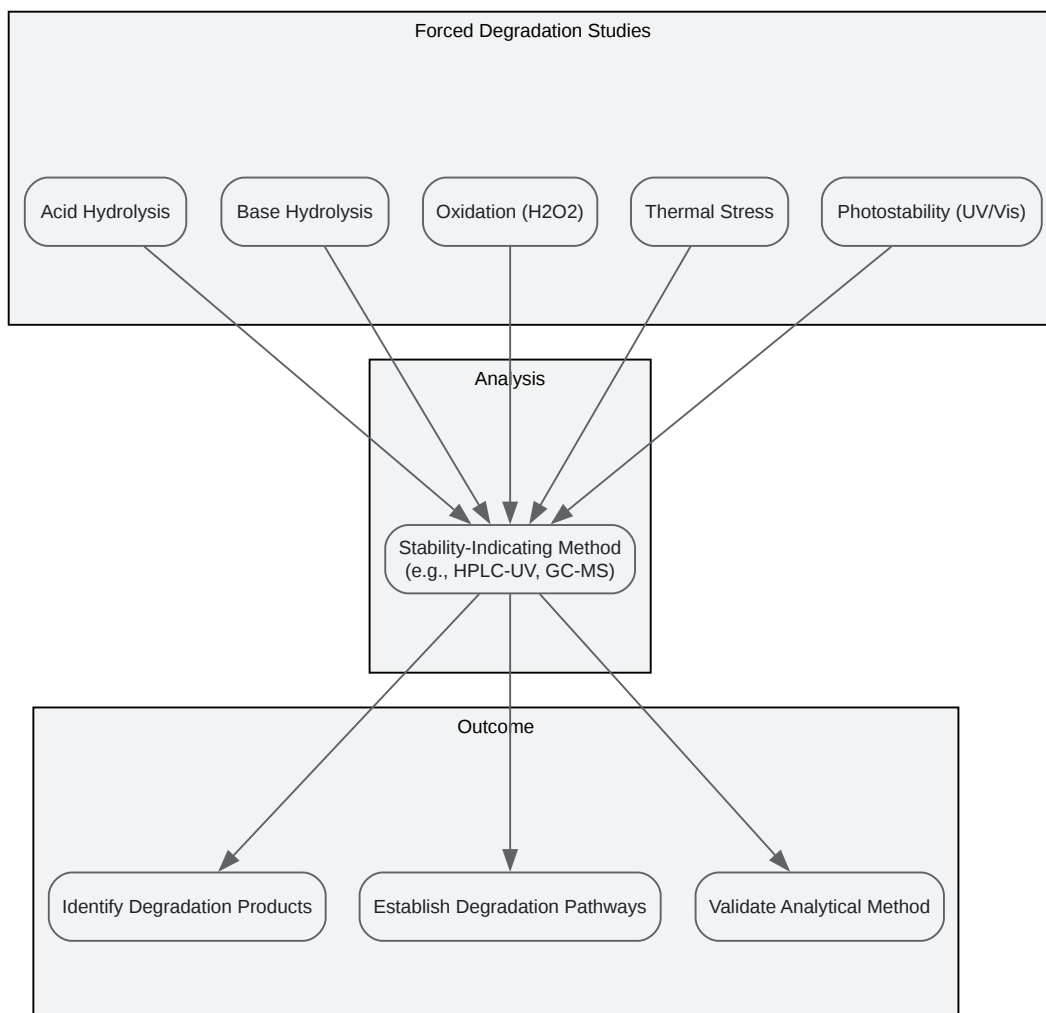 Forced Degradation Studies
Acid Hydrolysis
Base Hydrolysis
Oxidation (H2O2)
Thermal Stress
Photostability (UV/Vis)
Analysis
Stability-Indicating Method
(e.g., HPLC-UV, GC-MS)
Outcome
Identify Degradation Products
Establish Degradation Pathways
Validate Analytical Method